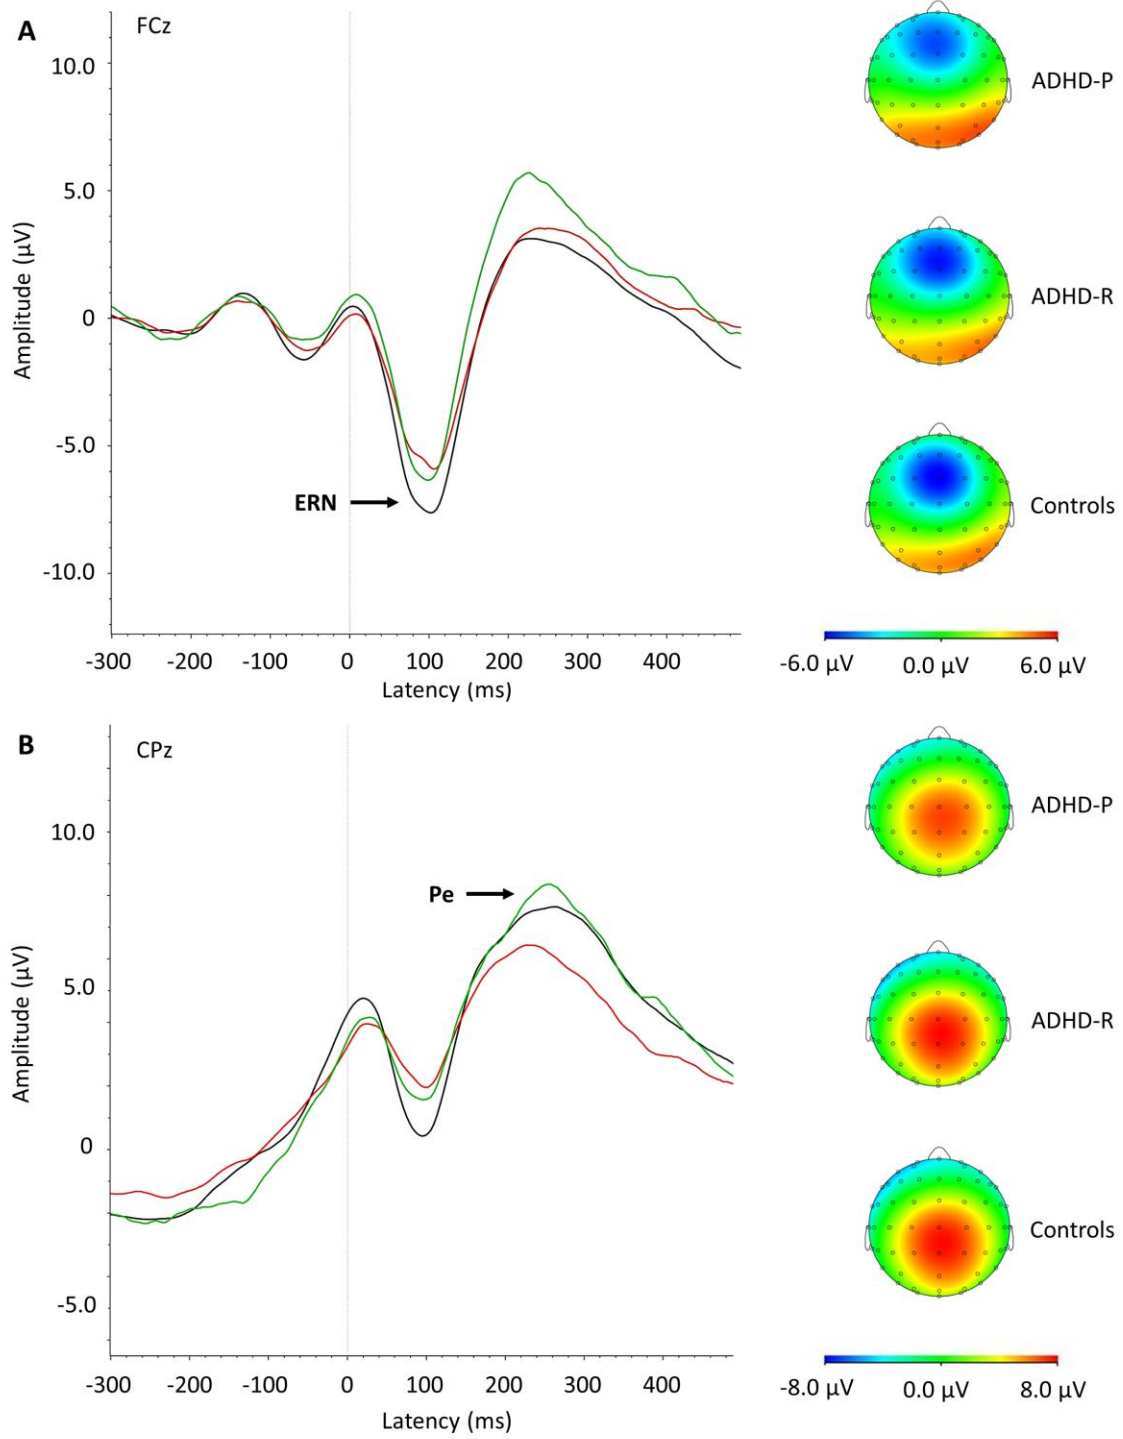 A
FCz
10.0
5.0
0
-5.0
-10.0
Amplitude (µV)
ERN
-300 -200 -100 0 100 200 300 400
Latency (ms)
ADHD-P
ADHD-R
Controls
-6.0 µV 0.0 µV 6.0 µV
B
CPz
10.0
5.0
0
-5.0
Amplitude (µV)
Pe
-300 -200 -100 0 100 200 300 400
Latency (ms)
ADHD-P
ADHD-R
Controls
-8.0 µV 0.0 µV 8.0 µV